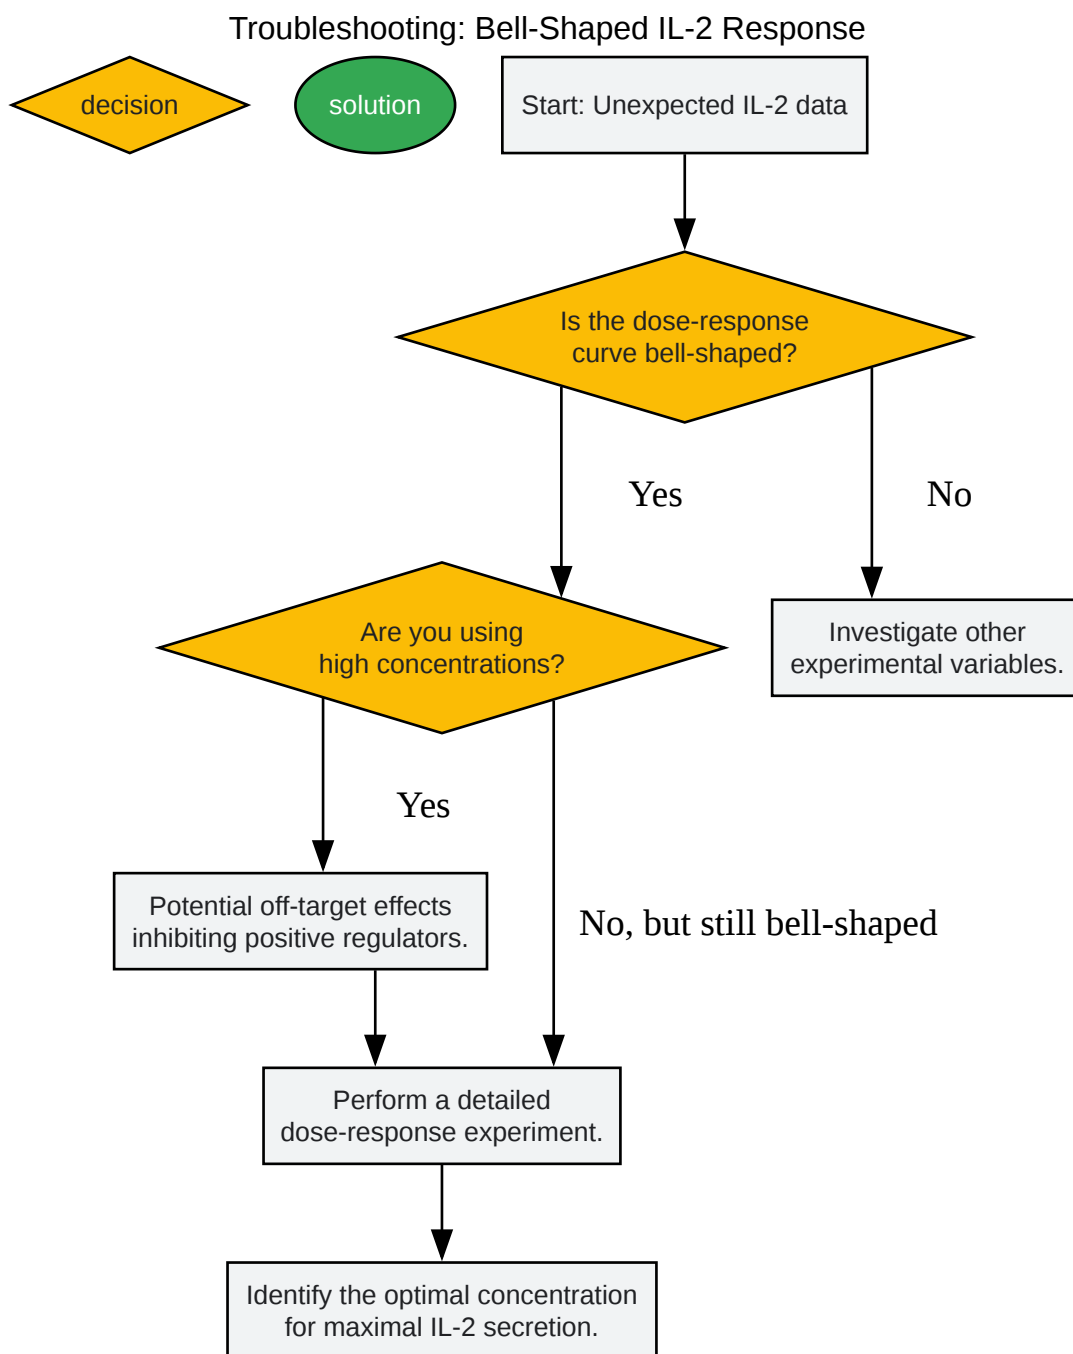 Troubleshooting: Bell-Shaped IL-2 Response
decision
solution
Start: Unexpected IL-2 data
Is the dose-response
curve bell-shaped?
Yes
No
Are you using
high concentrations?
Investigate other
experimental variables.
Yes
Potential off-target effects
inhibiting positive regulators.
No, but still bell-shaped
Perform a detailed
dose-response experiment.
Identify the optimal concentration
for maximal IL-2 secretion.